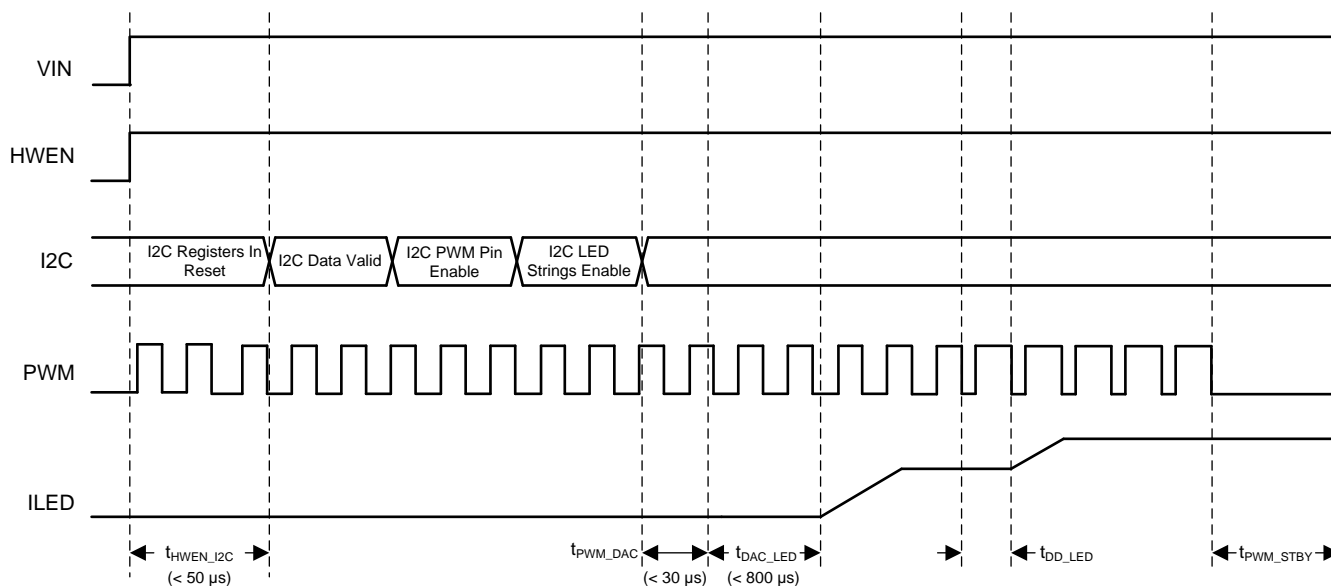 VIN
HWEN
I2C
I2C Registers In
Reset
I2C Data Valid
I2C PWM Pin
Enable
I2C LED
Strings Enable
PWM
ILED
tHWEN_I2C
(< 50 µs)
tPWM_DAC
(< 30 µs)
tDAC_LED
(< 800 µs)
tDD_LED
tPWM_STBY